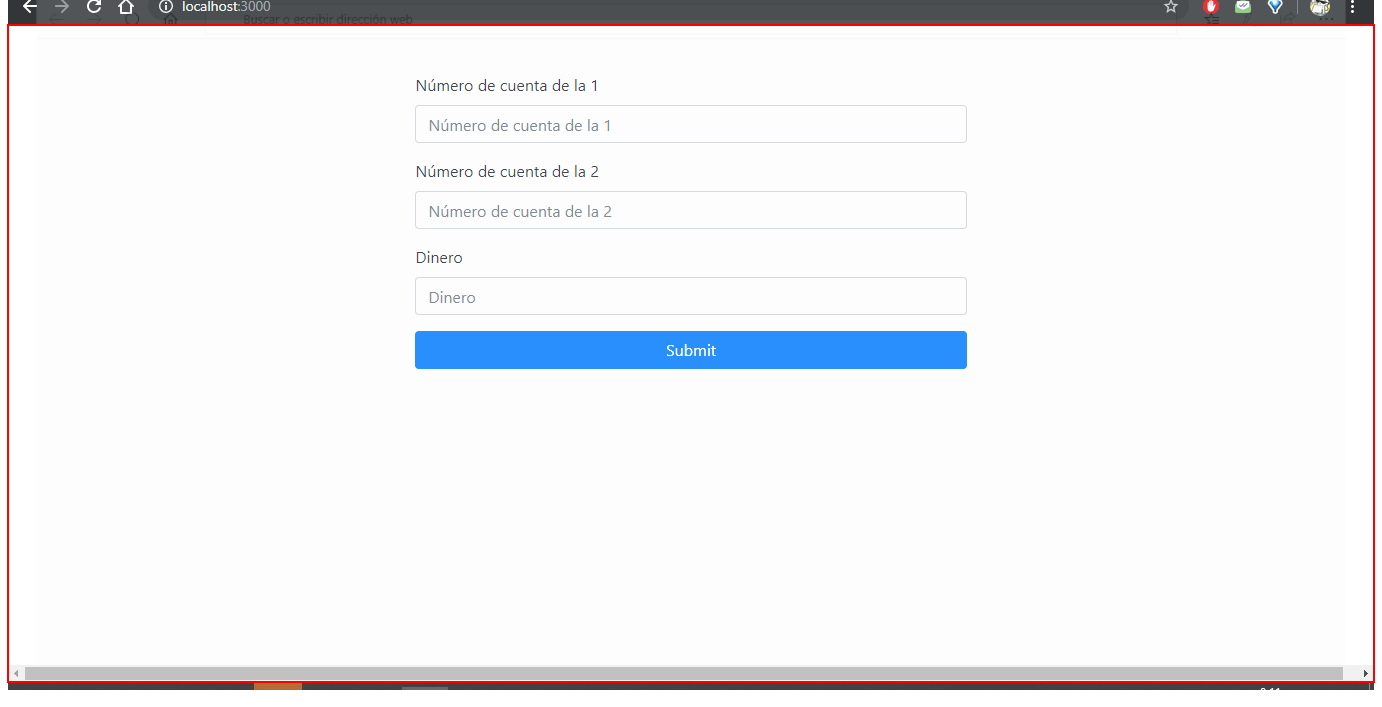 localhost:3000
Buscar o escribir dirección web
Número de cuenta de la 1
Número de cuenta de la 1
Número de cuenta de la 2
Número de cuenta de la 2
Dinero
Dinero
Submit